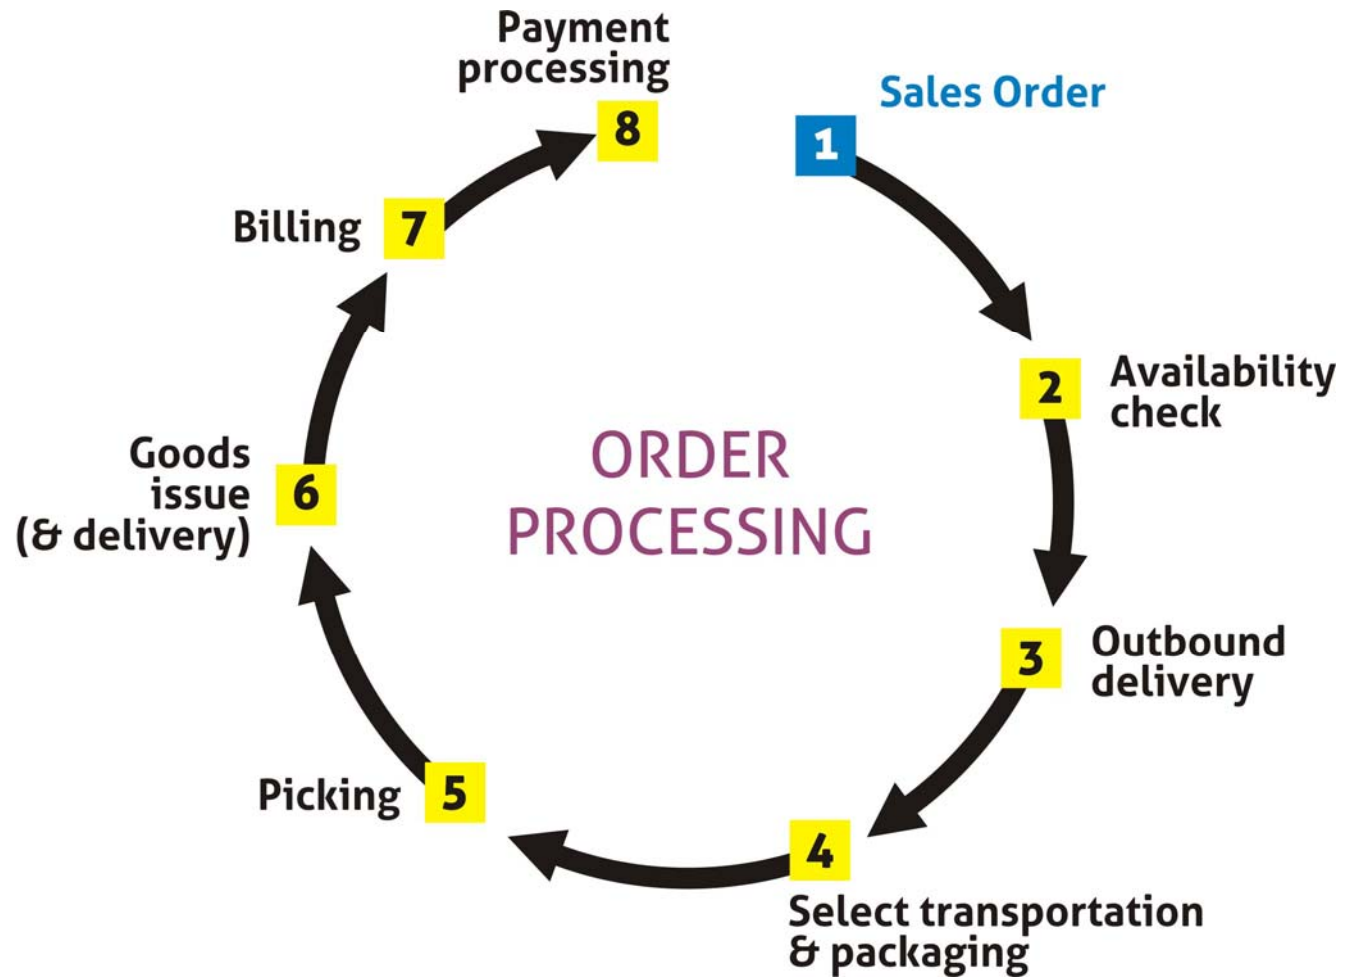 ORDER
PROCESSING
1
Sales Order
2
Availability
check
3
Outbound
delivery
4
Select transportation
& packaging
5
Picking
6
Goods
issue
(& delivery)
7
Billing
8
Payment
processing